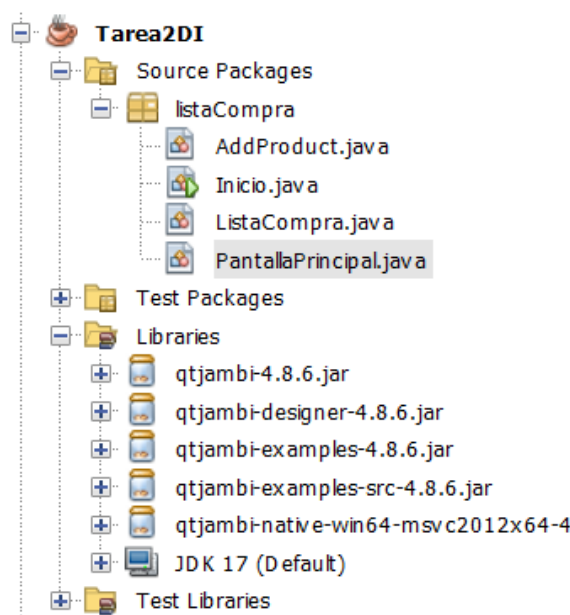 Tarea2DI
Source Packages
listaCompra
AddProduct.java
Inicio.java
ListaCompra.java
PantallaPrincipal.java
Test Packages
Libraries
qtjambi-4.8.6.jar
qtjambi-designer-4.8.6.jar
qtjambi-examples-4.8.6.jar
qtjambi-examples-src-4.8.6.jar
qtjambi-native-win64-msvc2012x64-4
JDK 17 (Default)
Test Libraries